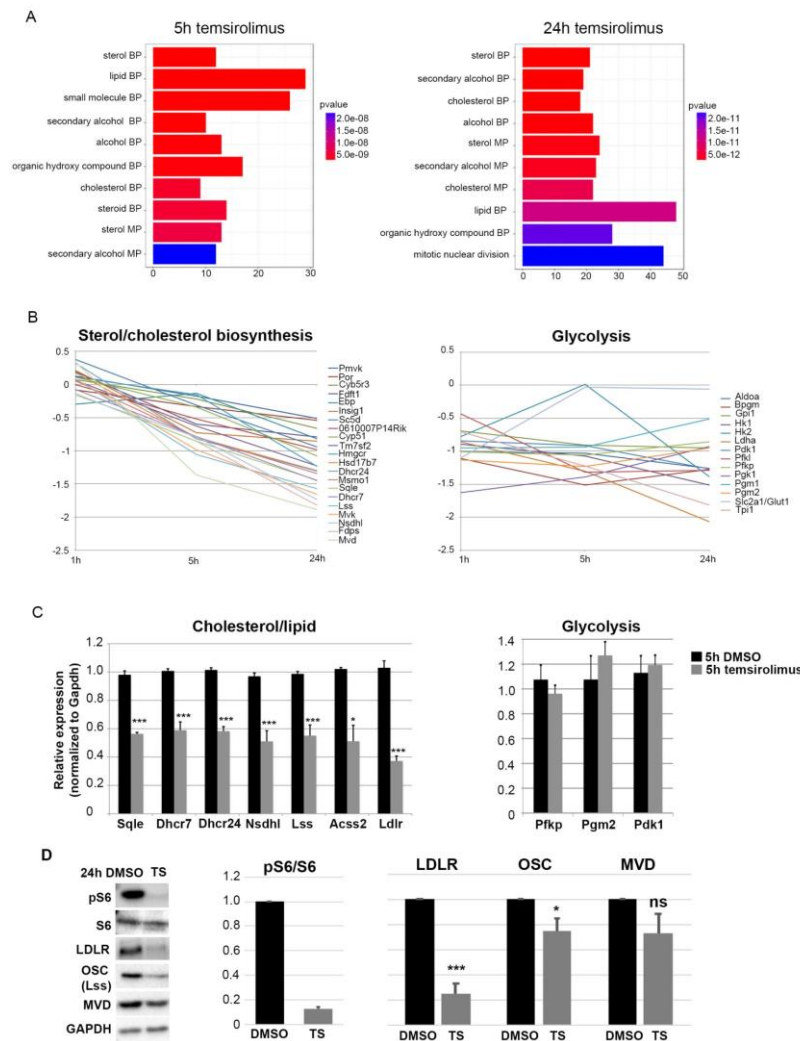 A
5h temsirolimus
sterol BP
lipid BP
small molecule BP
secondary alcohol BP
alcohol BP
organic hydroxy compound BP
cholesterol BP
steroid BP
sterol MP
secondary alcohol MP
0 10 20 30
pvalue
2.0e-08
1.5e-08
1.0e-08
5.0e-09
24h temsirolimus
sterol BP
secondary alcohol BP
cholesterol BP
alcohol BP
sterol MP
secondary alcohol MP
cholesterol MP
lipid BP
organic hydroxy compound BP
mitotic nuclear division
0 10 20 30 40 50
pvalue
2.0e-11
1.5e-11
1.0e-11
5.0e-12
B
Sterol/cholesterol biosynthesis
0.5
0
-0.5
-1
-1.5
-2
-2.5
1h 5h 24h
Pmvk
Por
Cyb5r3
Fdft1
Ebp
Insig1
Sc5d
0610007P14Rik
Cyp51
Tm7sf2
Hmgcr
Hsd17b7
Dhcr24
Msmo1
Sqle
Dhcr7
Lss
Mvk
Nsdhl
Fdps
Mvd
Glycolysis
0.5
0
-0.5
-1
-1.5
-2
-2.5
1h 5h 24h
Aldoa
Bpgm
Gpi1
Hk1
Hk2
Ldha
Pdk1
Pfkl
Pfkp
Pgk1
Pgm1
Pgm2
Slc2a1/Glut1
Tpi1
C
Cholesterol/lipid
Relative expression
(normalized to Gapdh)
1.2
1.0
0.8
0.6
0.4
0.2
0
*** *** *** *** *** * ***
Sqle Dhcr7 Dhcr24 Nsdhl Lss Acss2 Ldlr
Glycolysis
1.4
1.2
1.0
0.8
0.6
0.4
0.2
0
Pfkp Pgm2 Pdk1
5h DMSO
5h temsirolimus
D
24h DMSO TS
pS6
S6
LDLR
OSC
(Lss)
MVD
GAPDH
pS6/S6
1.2
1.0
0.8
0.6
0.4
0.2
0
DMSO TS
LDLR OSC MVD
*** * ns
DMSO TS DMSO TS DMSO TS